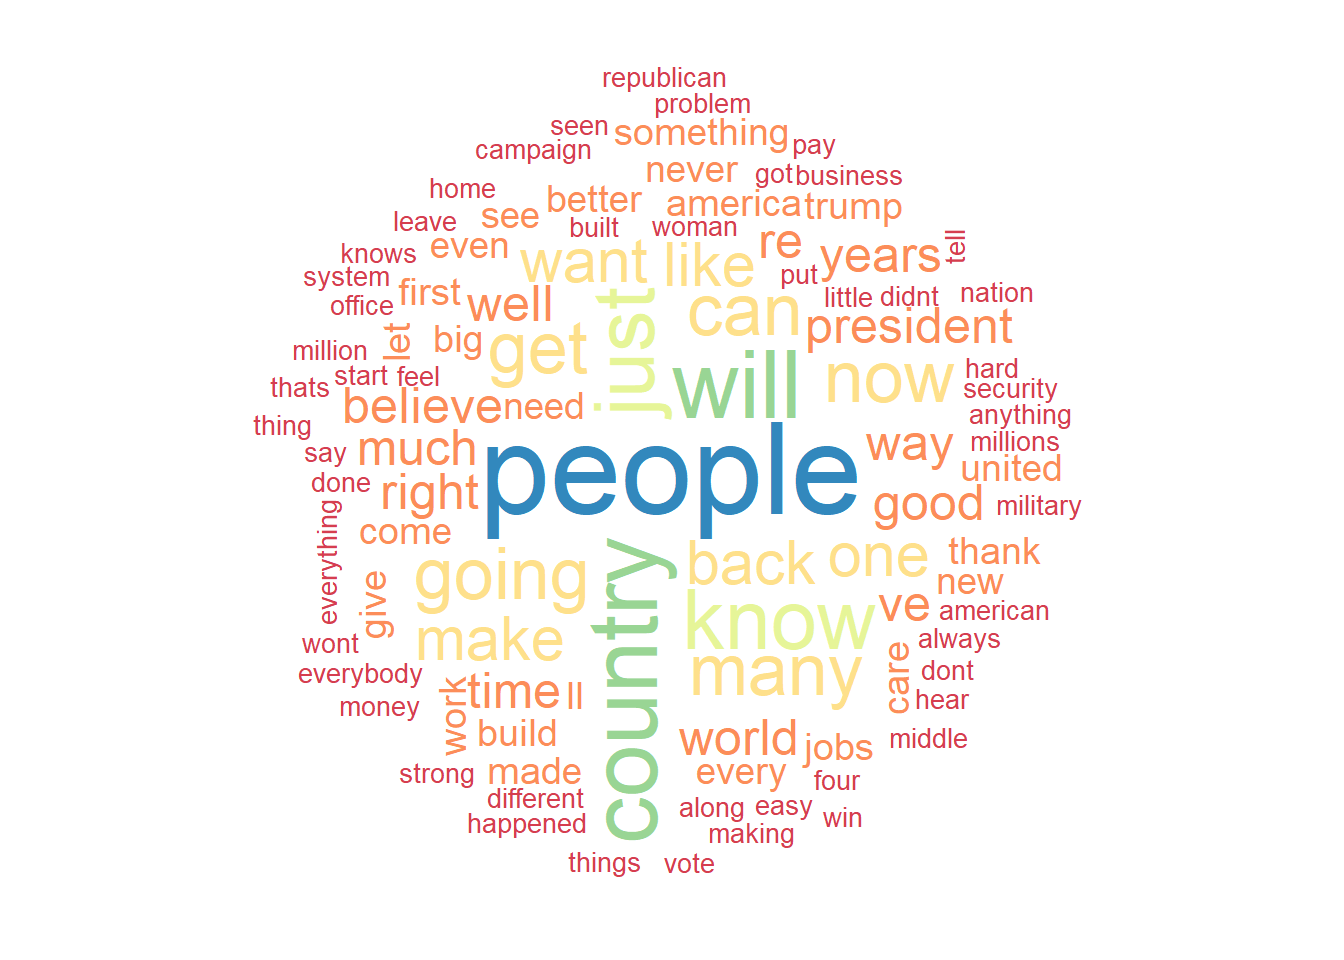 republican
problem
seen
something
campaign
pay
never
got
business
home
better
america
trump
leave
see
built
woman
knows
even
want
like
re
years
tell
system
first
well
just
can
put
little
didnt
nation
office
let
big
get
will
president
million
now
hard
thats
start
feel
security
believe
need
anything
thing
much
people
way
millions
say
united
done
right
good
military
everything
come
going
back
one
thank
give
country
know
ve
new
american
wont
make
many
care
always
everybody
work
time
ll
dont
money
build
world
jobs
hear
middle
strong
made
every
four
different
along
easy
win
happened
making
things
vote